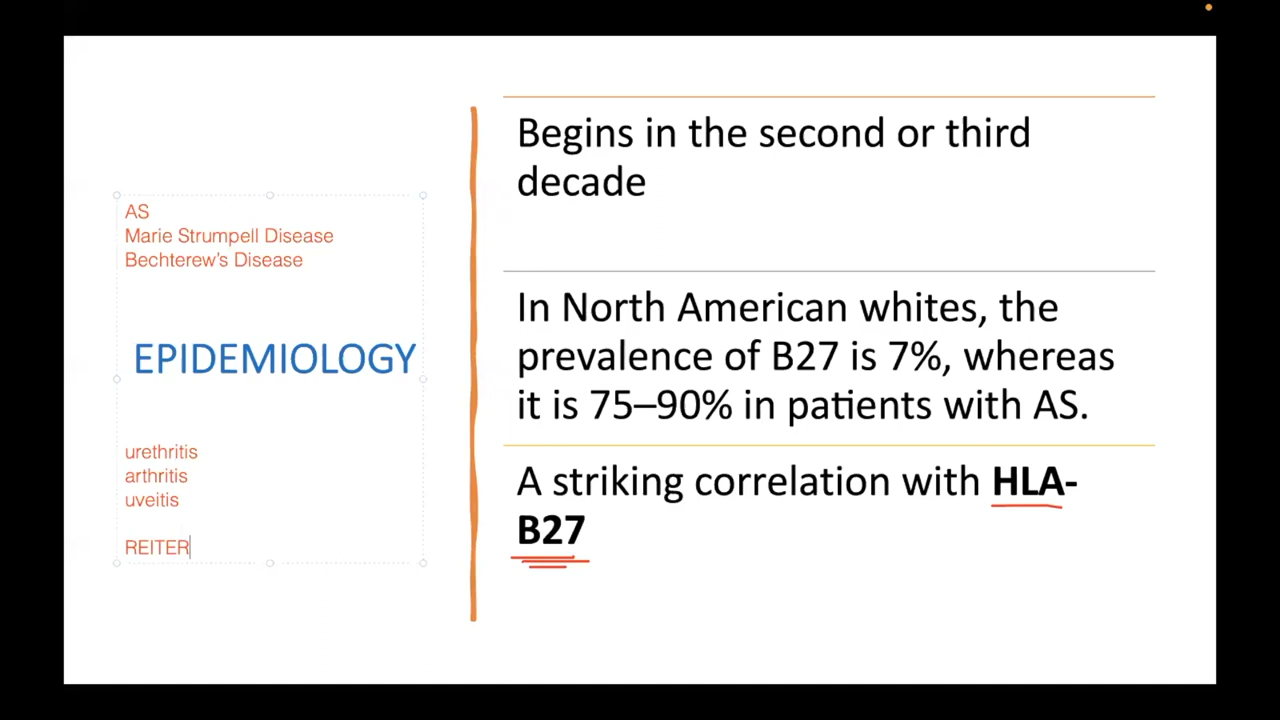 AS
Marie Strumpell Disease
Bechterew's Disease
EPIDEMIOLOGY
urethritis
arthritis
uveitis
REITER
Begins in the second or third
decade
In North American whites, the
prevalence of B27 is 7%, whereas
it is 75–90% in patients with AS.
A striking correlation with HLA-
B27